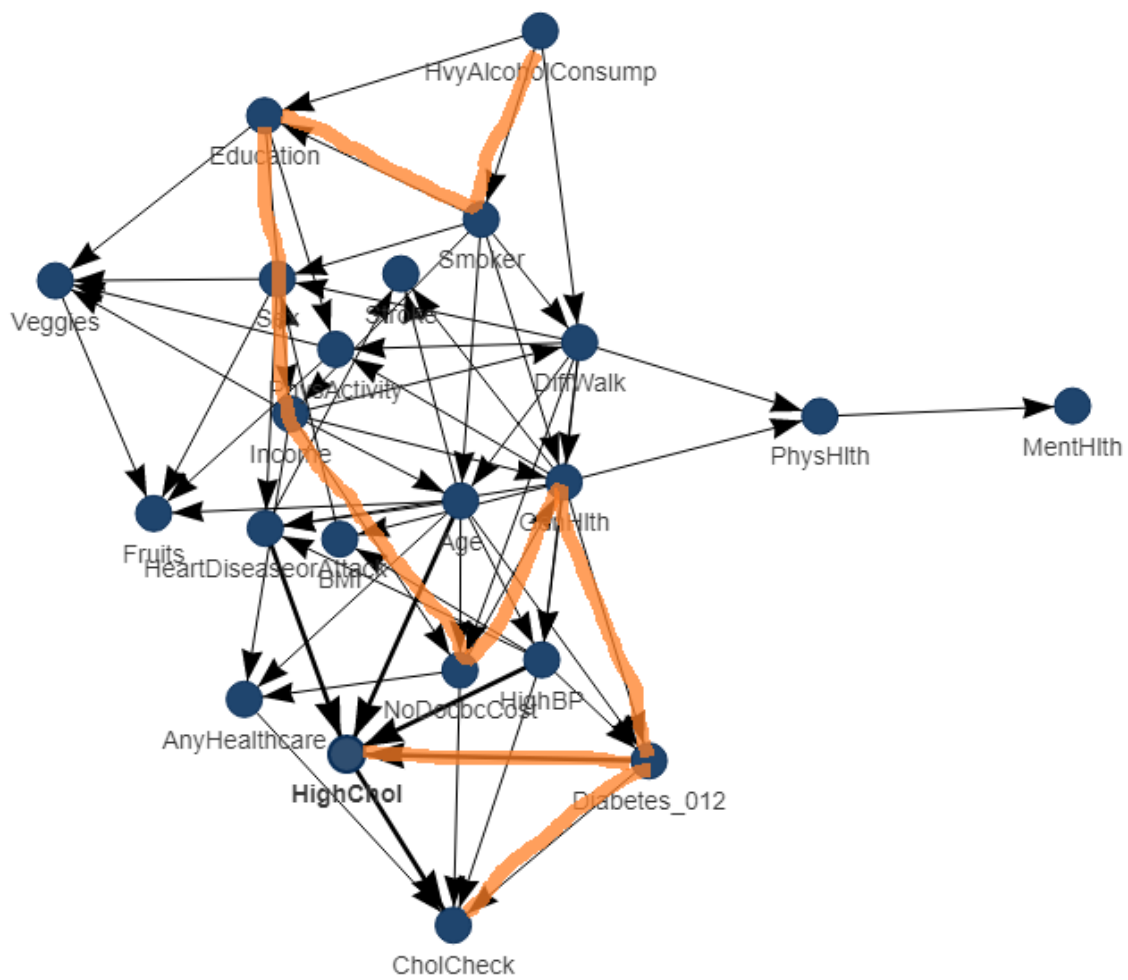 HvyAlcoholConsump
Education
Smoker
Veggies
Sex
Stroke
PhysActivity
DiffWalk
Income
PhysHlth
MentHlth
GenHlth
Fruits
HeartDiseaseorAttack
BMI
Age
AnyHealthcare
NoDocbcCost
HighBP
HighChol
Diabetes_012
CholCheck